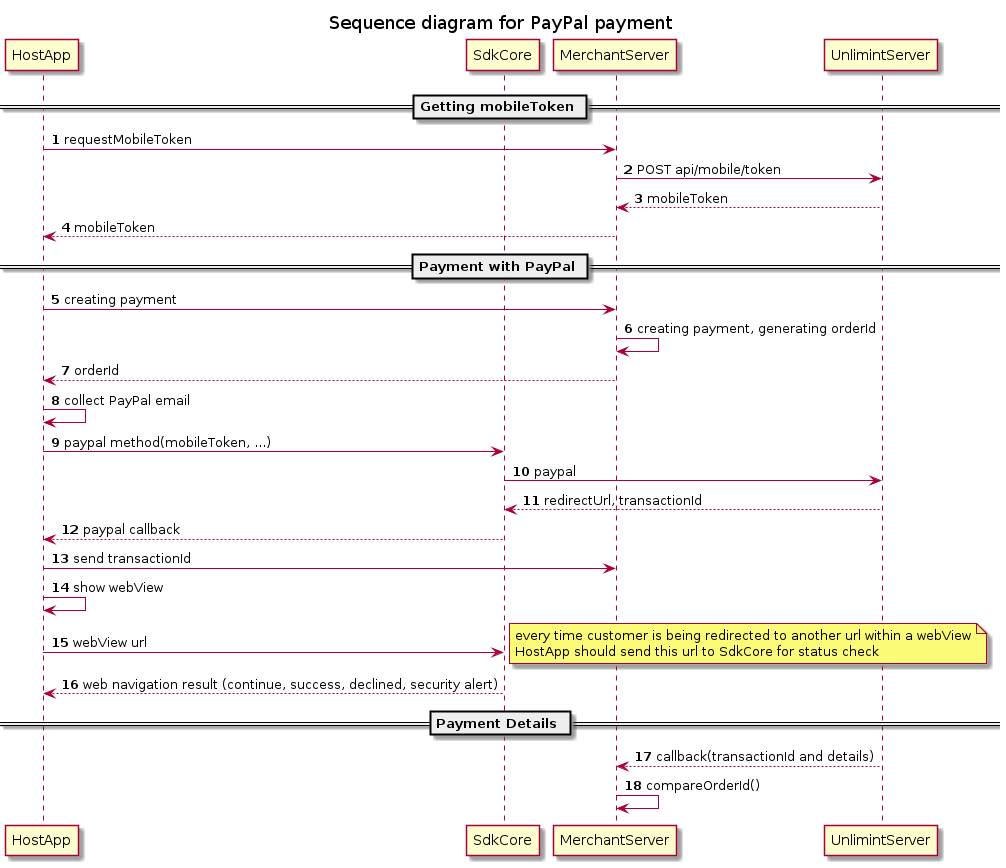 Sequence diagram for PayPal payment
HostApp SdkCore MerchantServer UnlimintServer
Getting mobileToken
1 requestMobileToken
2 POST api/mobile/token
3 mobileToken
4 mobileToken
Payment with PayPal
5 creating payment
6 creating payment, generating orderId
7 orderId
8 collect PayPal email
9 paypal method(mobileToken, ...)
10 paypal
11 redirectUrl, transactionId
12 paypal callback
13 send transactionId
14 show webView
15 webView url
every time customer is being redirected to another url within a webView
HostApp should send this url to SdkCore for status check
16 web navigation result (continue, success, declined, security alert)
Payment Details
17 callback(transactionId and details)
18 compareOrderId()
HostApp SdkCore MerchantServer UnlimintServer